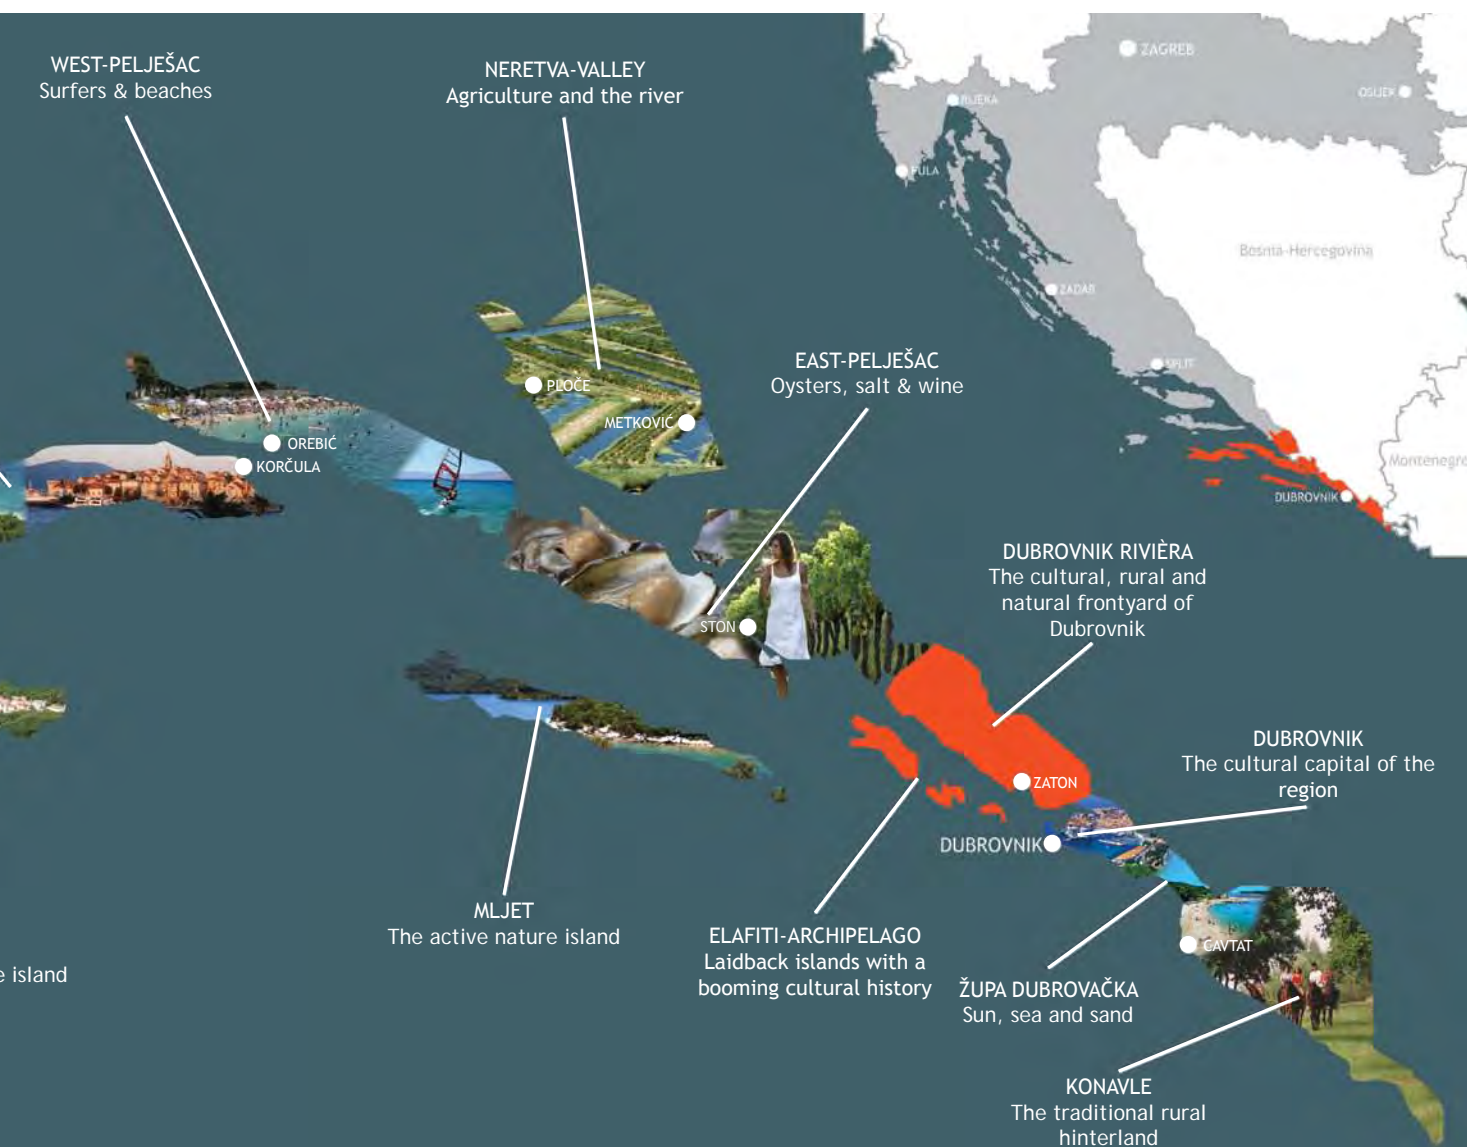 WEST-PELJEŠAC
Surfers & beaches
NERETVA-VALLEY
Agriculture and the river
ZAGREB
OSIJEK
RIJEKA
PULA
Bosnia-Hercegovina
ZADAR
SPLIT
Montenegro
DUBROVNIK
EAST-PELJEŠAC
Oysters, salt & wine
PLOČE
METKOVIĆ
OREBIĆ
KORČULA
STON
DUBROVNIK RIVIÈRA
The cultural, rural and
natural frontyard of
Dubrovnik
ZATON
DUBROVNIK
The cultural capital of the
region
DUBROVNIK
MLJET
The active nature island
ELAFITI-ARCHIPELAGO
Laidback islands with a
booming cultural history
CAVTAT
e island
ŽUPA DUBROVAČKA
Sun, sea and sand
KONAVLE
The traditional rural
hinterland